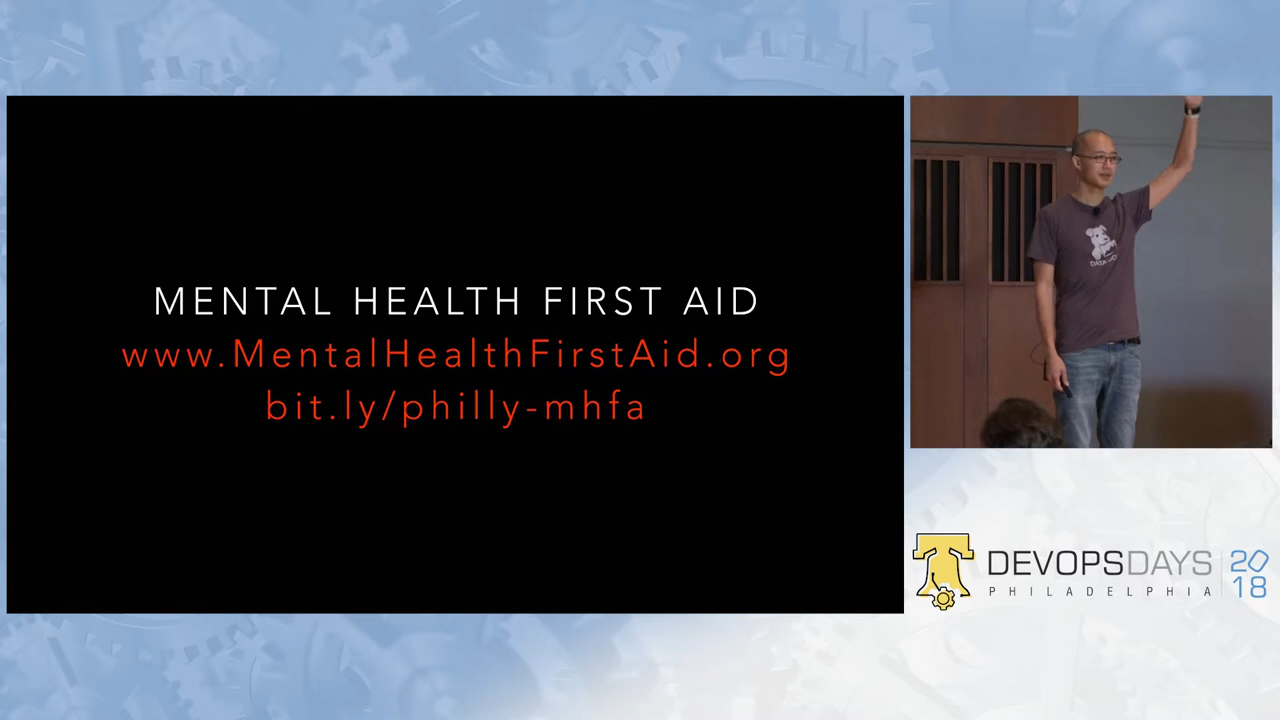 MENTAL HEALTH FIRST AID
www.MentalHealthFirstAid.org
bit.ly/philly-mhfa
DEVOPSDAYS
PHILADELPHIA
20
18